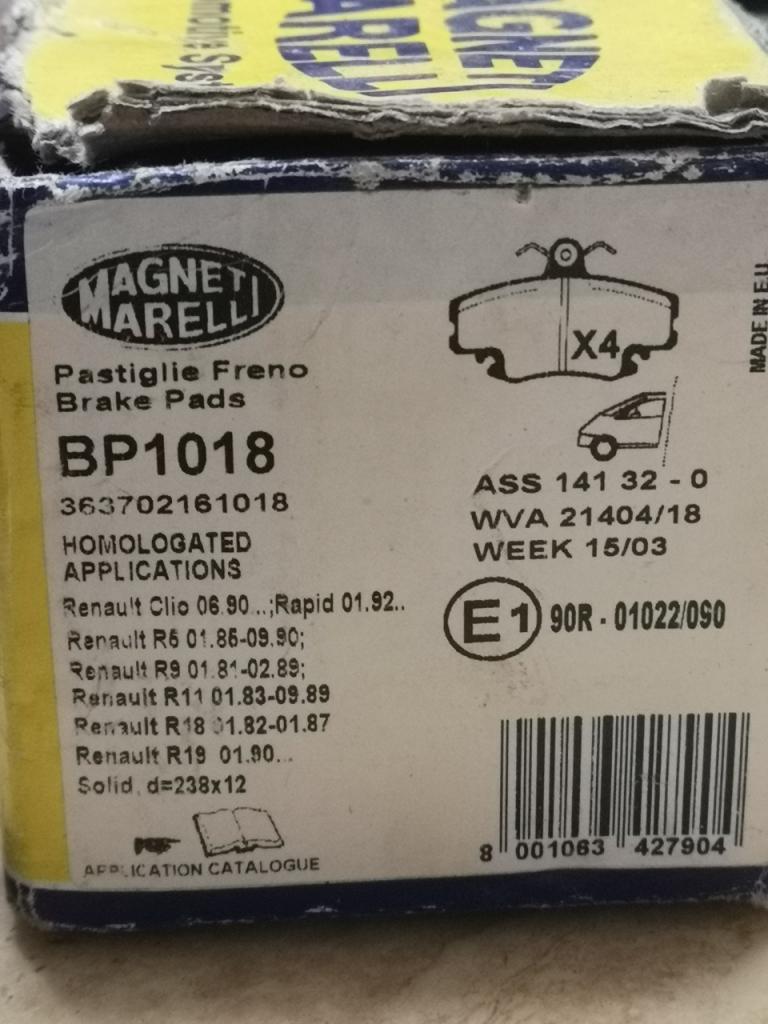 MAGNETI
MARELLI
MAGNETI
MARELLI
Pastiglie Freno
Brake Pads
BP1018
363702161018
HOMOLOGATED
APPLICATIONS
Renault Clio 06.90..;Rapid 01.92..
Renault R5 01.85-09.90;
Renault R9 01.81-02.89;
Renault R11 01.83-09.89
Renault R18 01.82-01.87
Renault R19 01.90...
Solid, d=238x12
APPLICATION CATALOGUE
X4
MADE IN E.U.
ASS 141 32 - 0
WVA 21404/18
WEEK 15/03
E1 90R - 01022/090
8 001063 427904